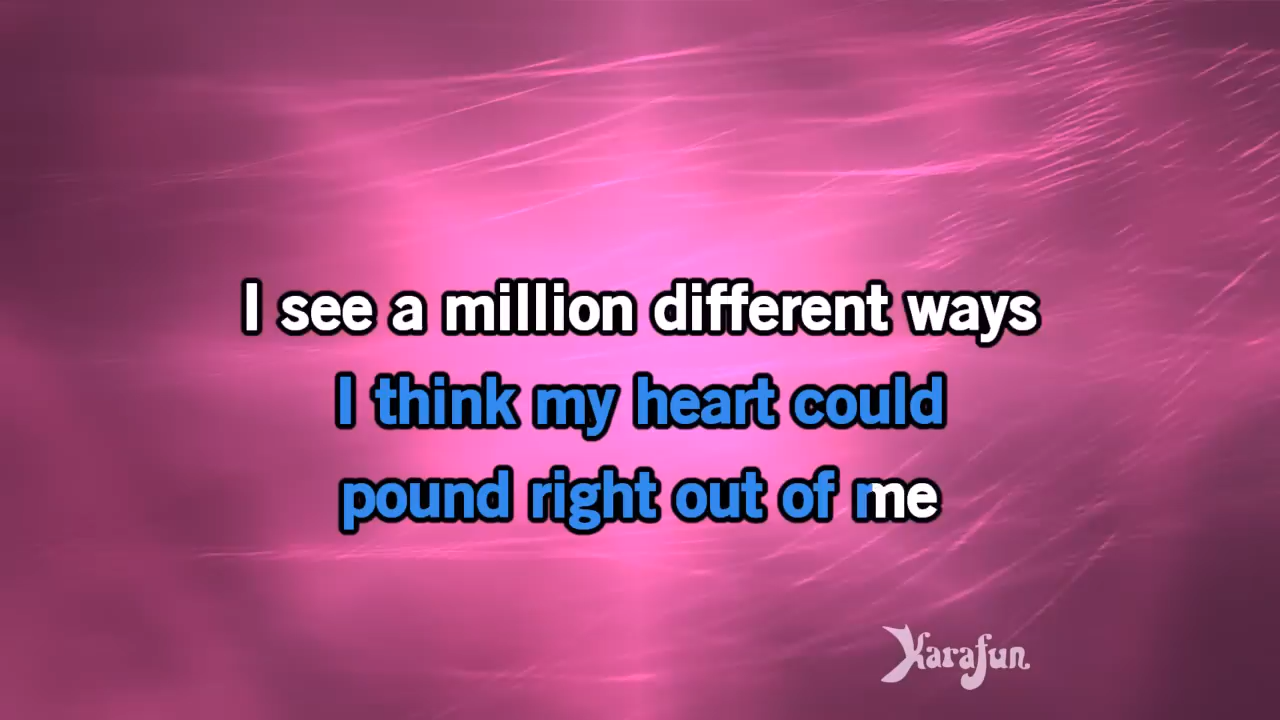 I see a million different ways
I think my heart could
pound right out of me
Karafun